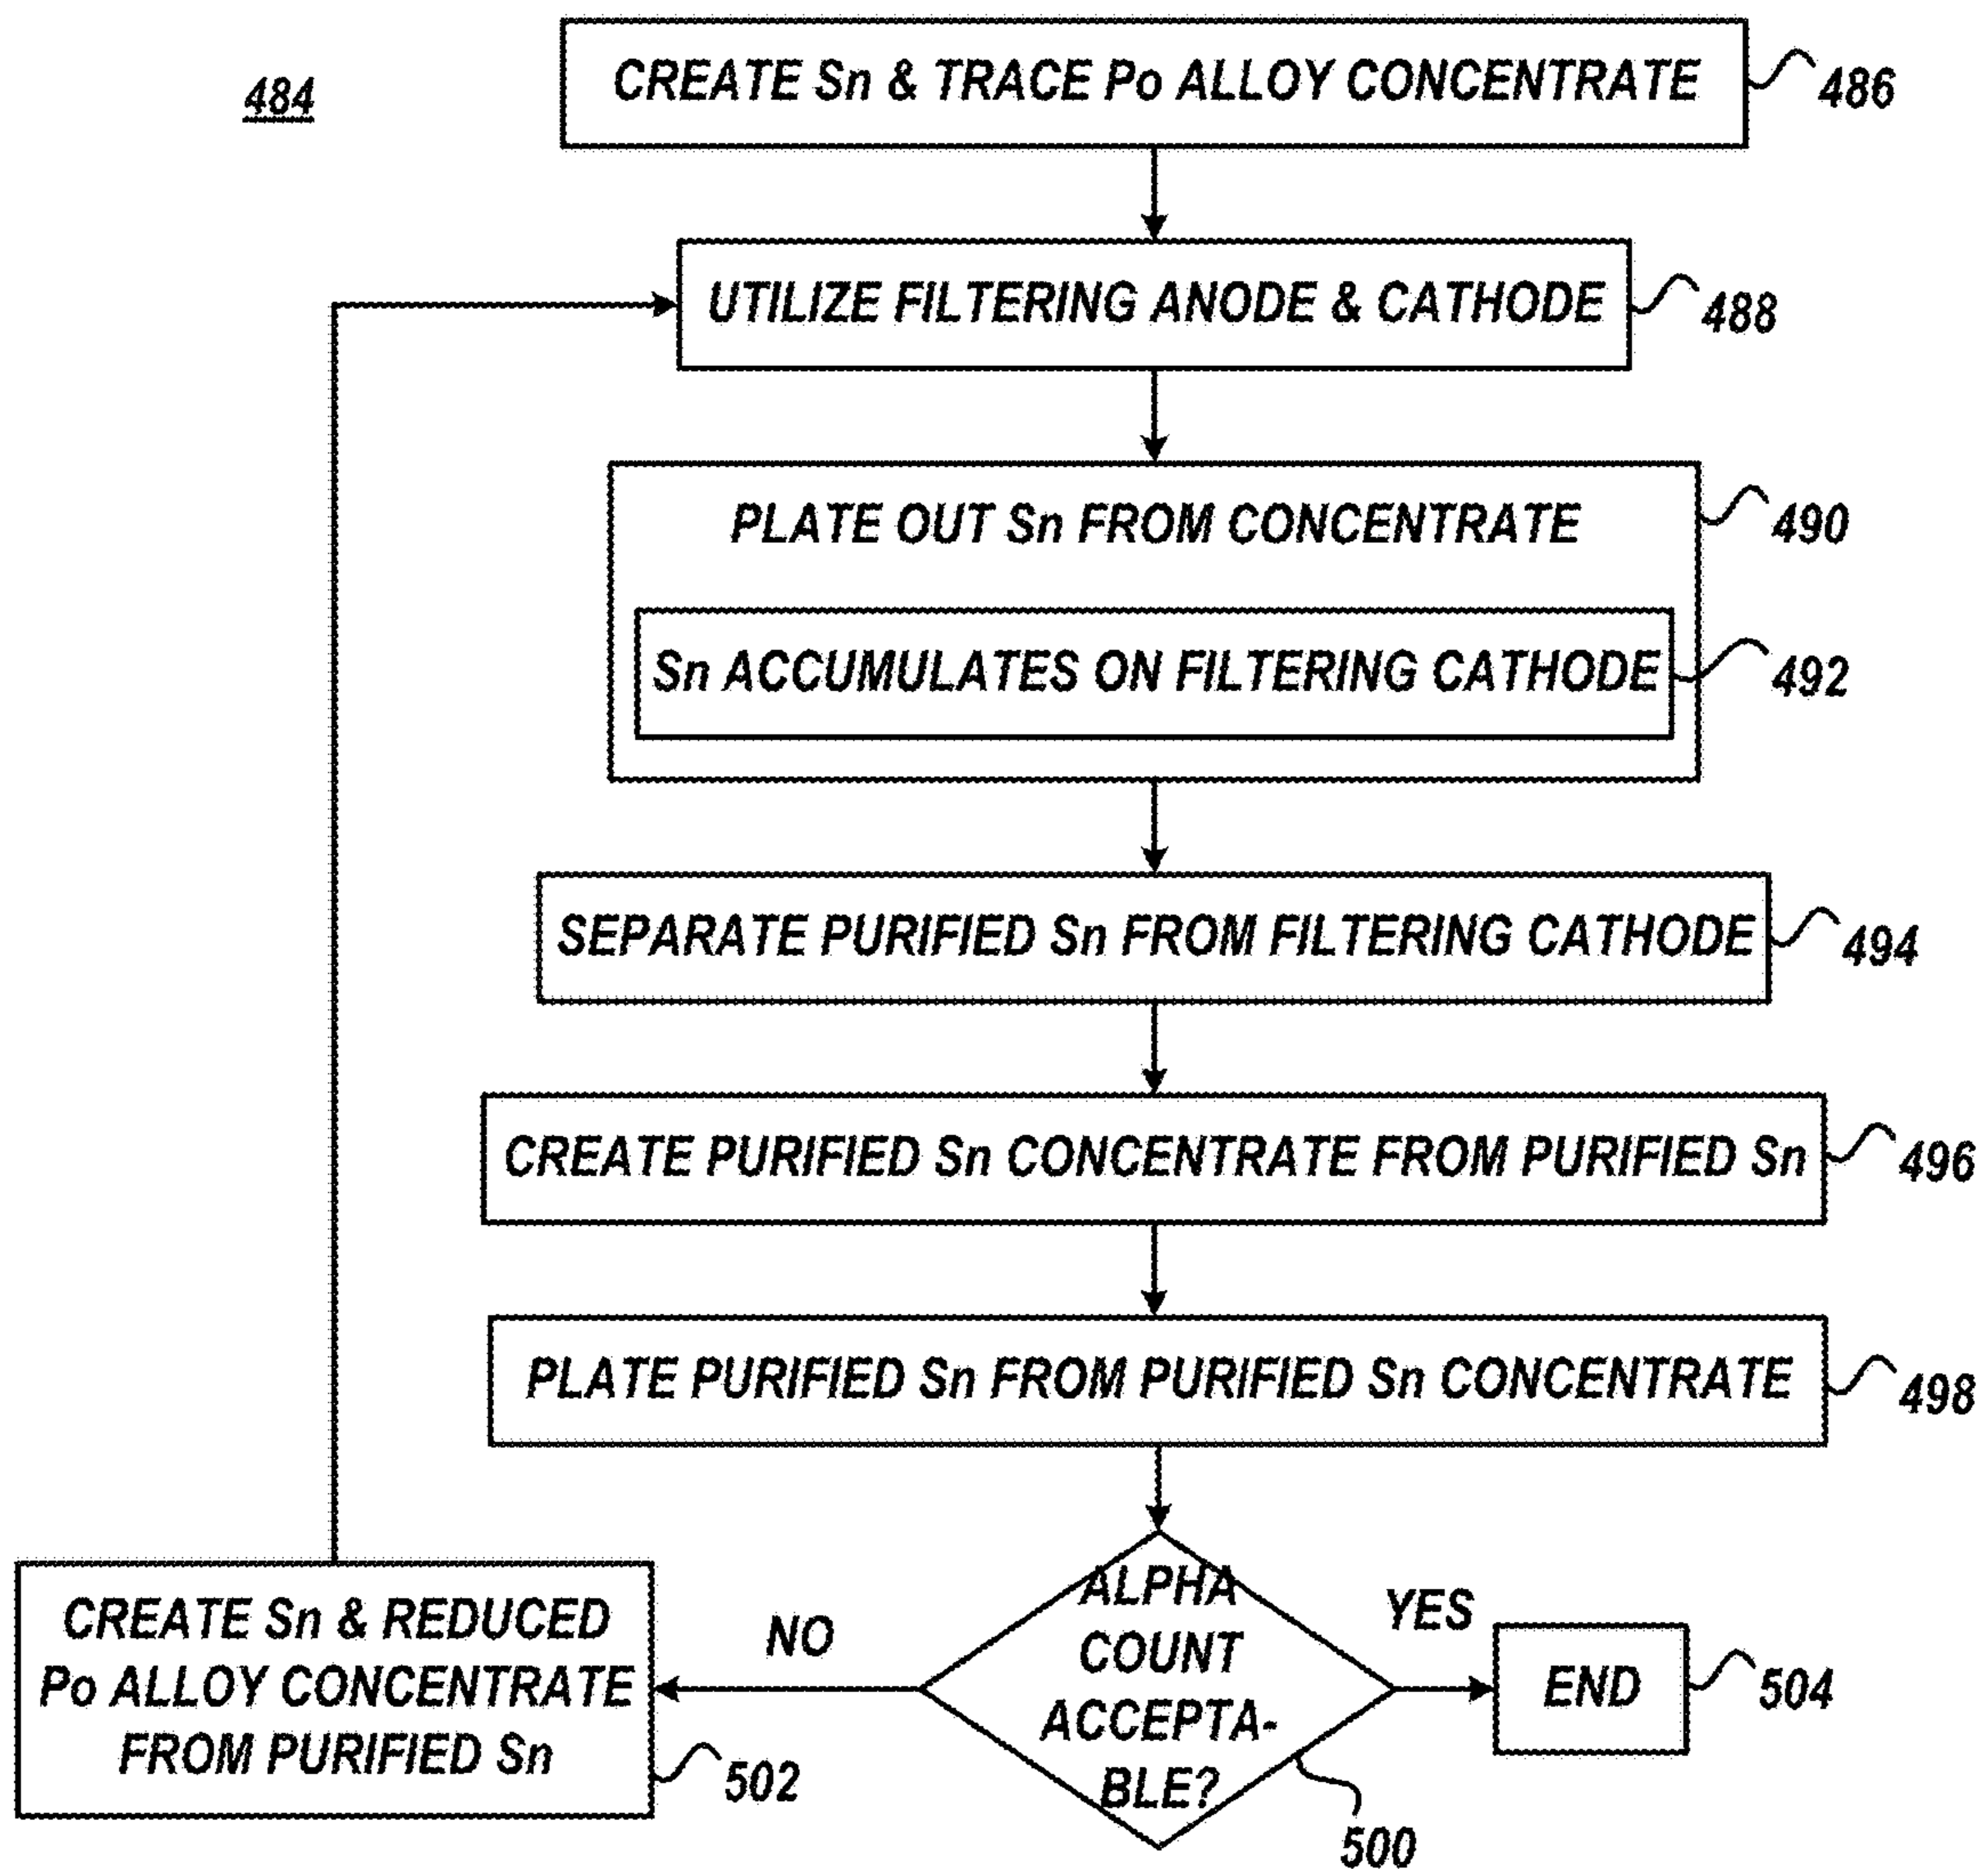 484
CREATE Sn & TRACE Po ALLOY CONCENTRATE
486
UTILIZE FILTERING ANODE & CATHODE
488
PLATE OUT Sn FROM CONCENTRATE
490
Sn ACCUMULATES ON FILTERING CATHODE
492
SEPARATE PURIFIED Sn FROM FILTERING CATHODE
494
CREATE PURIFIED Sn CONCENTRATE FROM PURIFIED Sn
496
PLATE PURIFIED Sn FROM PURIFIED Sn CONCENTRATE
498
ALPHA
COUNT
ACCEPTA-
BLE?
500
NO
YES
CREATE Sn & REDUCED
Po ALLOY CONCENTRATE
FROM PURIFIED Sn
502
END
504